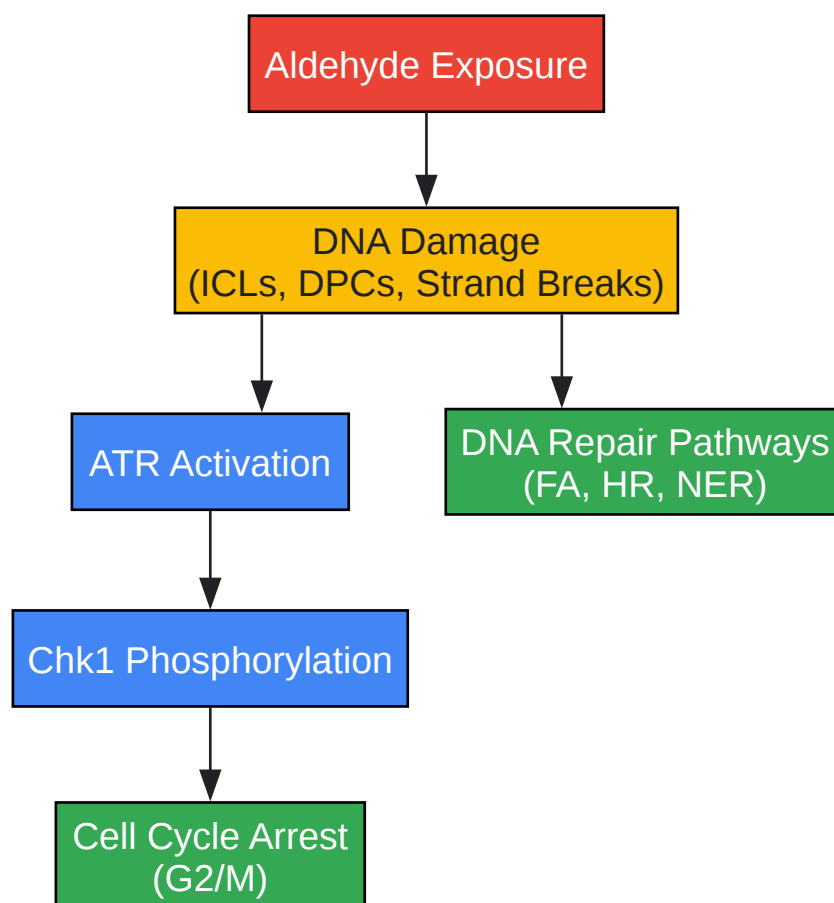 Aldehyde Exposure
DNA Damage
(ICLs, DPCs, Strand Breaks)
ATR Activation
DNA Repair Pathways
(FA, HR, NER)
Chk1 Phosphorylation
Cell Cycle Arrest
(G2/M)